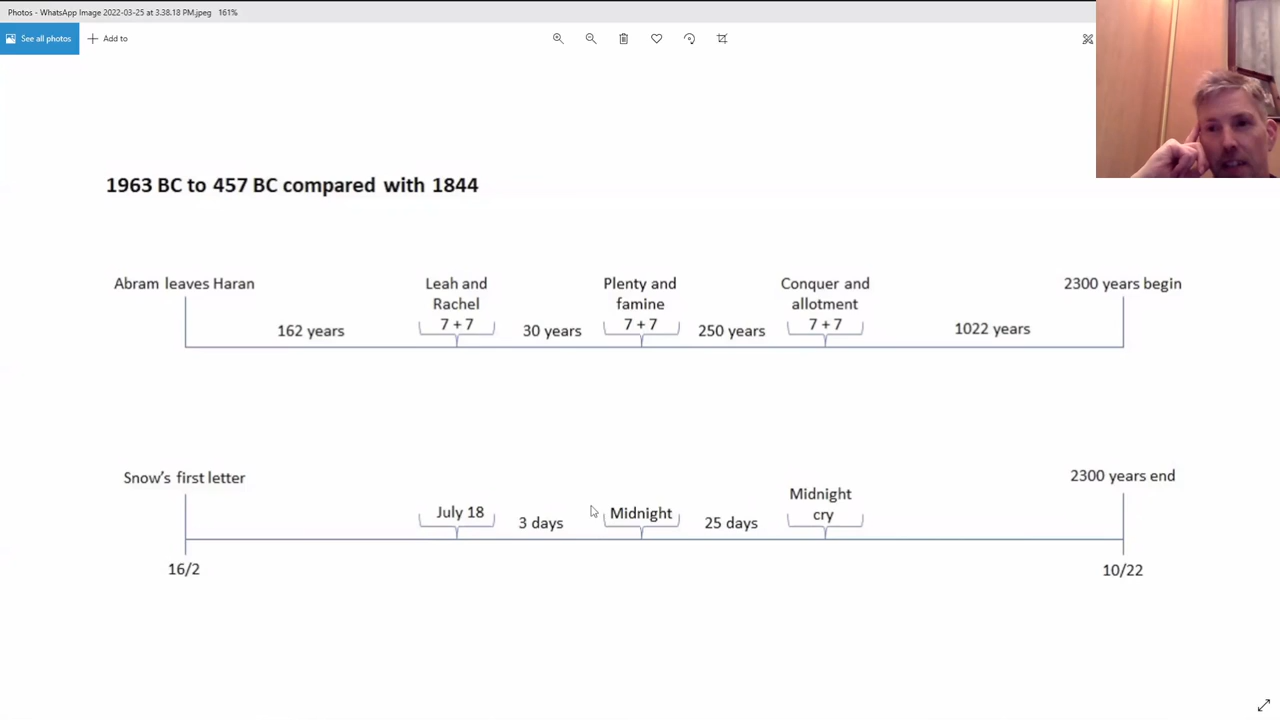 Photos - WhatsApp Image 2022-03-25 at 3.38.18 PM.jpeg 161%
See all photos
Add to
1963 BC to 457 BC compared with 1844
Abram leaves Haran
Leah and
Rachel
7 + 7
Plenty and
famine
7 + 7
Conquer and
allotment
7 + 7
2300 years begin
162 years
30 years
250 years
1022 years
Snow's first letter
2300 years end
July 18
3 days
Midnight
25 days
Midnight
cry
16/2
10/22